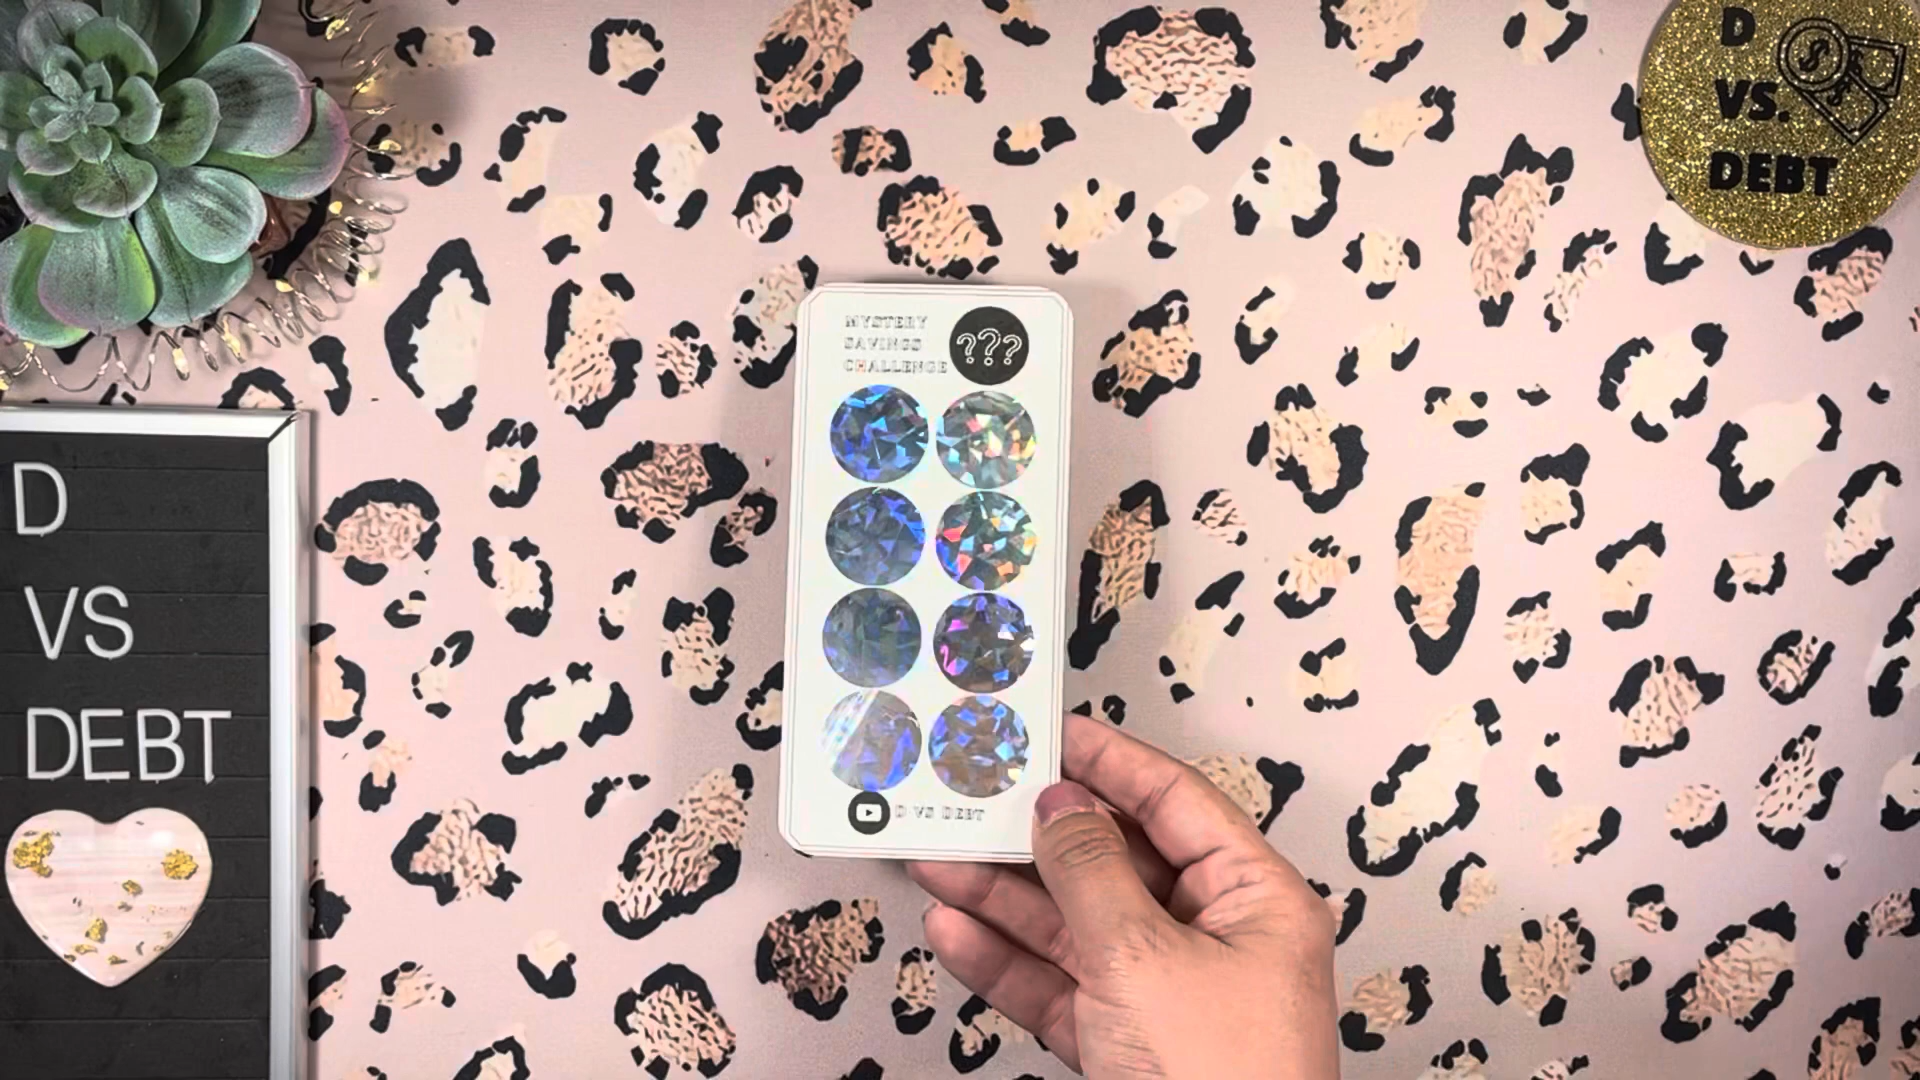 D
VS
DEBT
MYSTERY
SAVINGS
CHALLENGE
???
D VS DEBT
D
VS.
DEBT